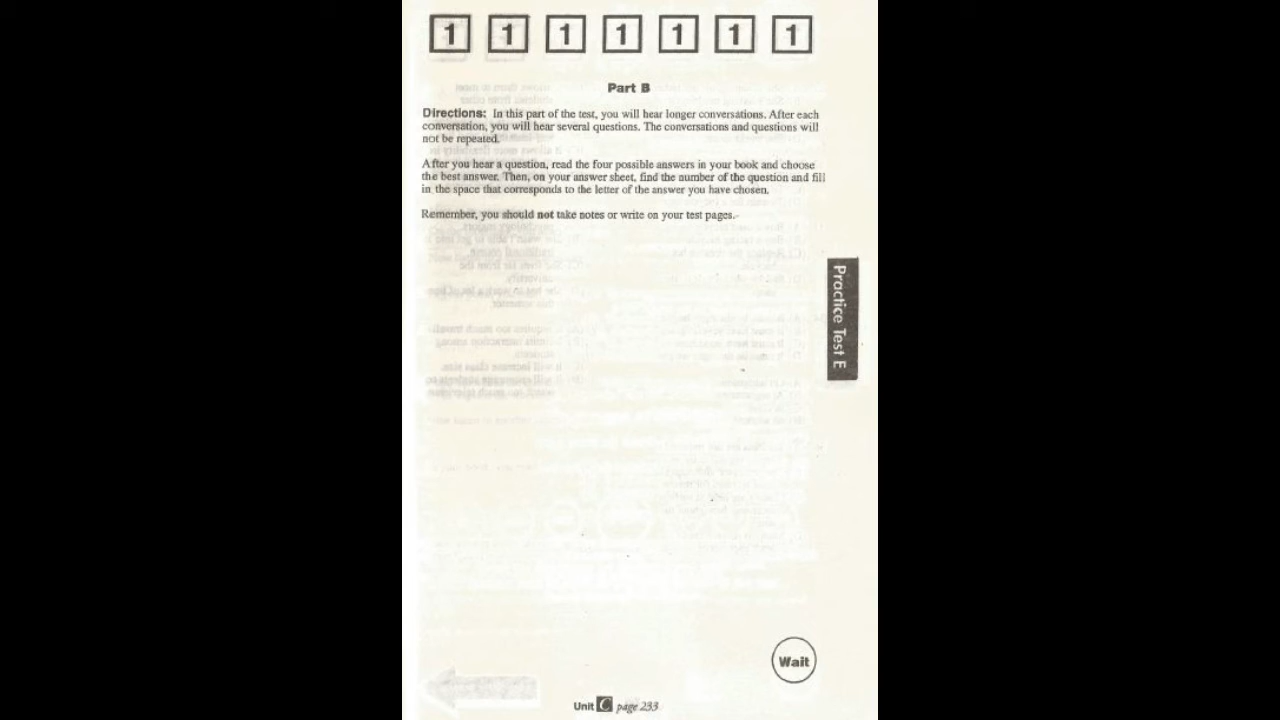 1 1 1 1 1 1 1
Part B
Directions: In this part of the test, you will hear longer conversations. After each
conversation, you will hear several questions. The conversations and questions will
not be repeated.
After you hear a question, read the four possible answers in your book and choose
the best answer. Then, on your answer sheet, find the number of the question and fill
in the space that corresponds to the letter of the answer you have chosen.
Remember, you should not take notes or write on your test pages.
Practice Test E
Wait
Unit C page 233